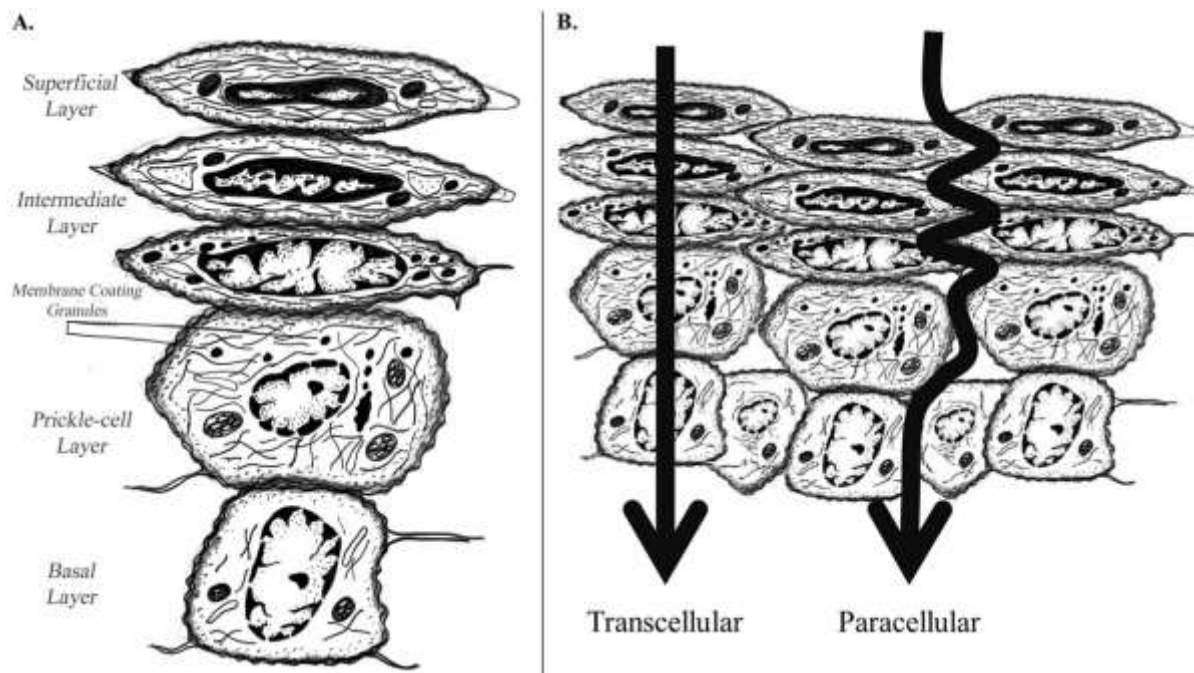 A.
Superficial
Layer
Intermediate
Layer
Membrane Coating
Granules
Prickle-cell
Layer
Basal
Layer
B.
Transcellular
Paracellular